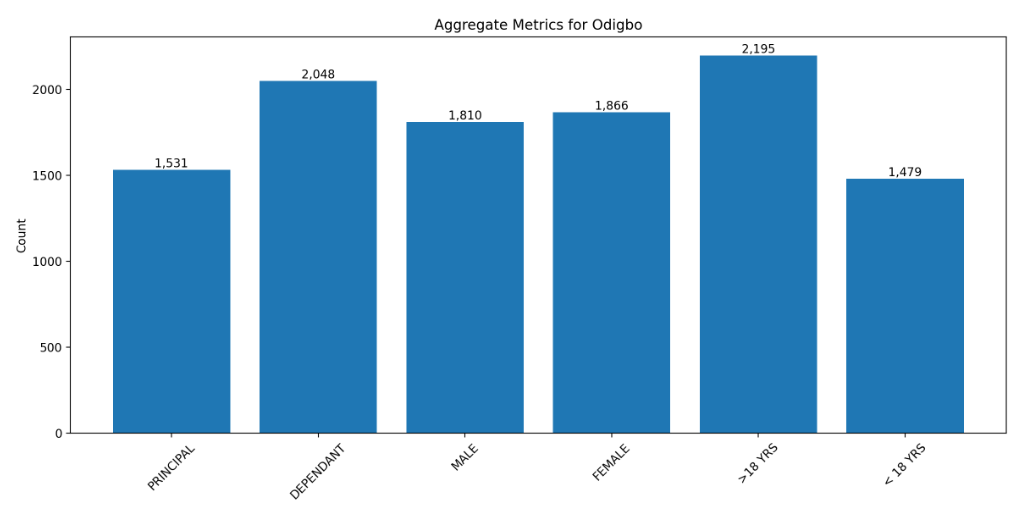 Aggregate Metrics for Odigbo
Count
2000
1500
1000
500
0
1,531
2,048
1,810
1,866
2,195
1,479
PRINCIPAL
DEPENDANT
MALE
FEMALE
>18 YRS
< 18 YRS